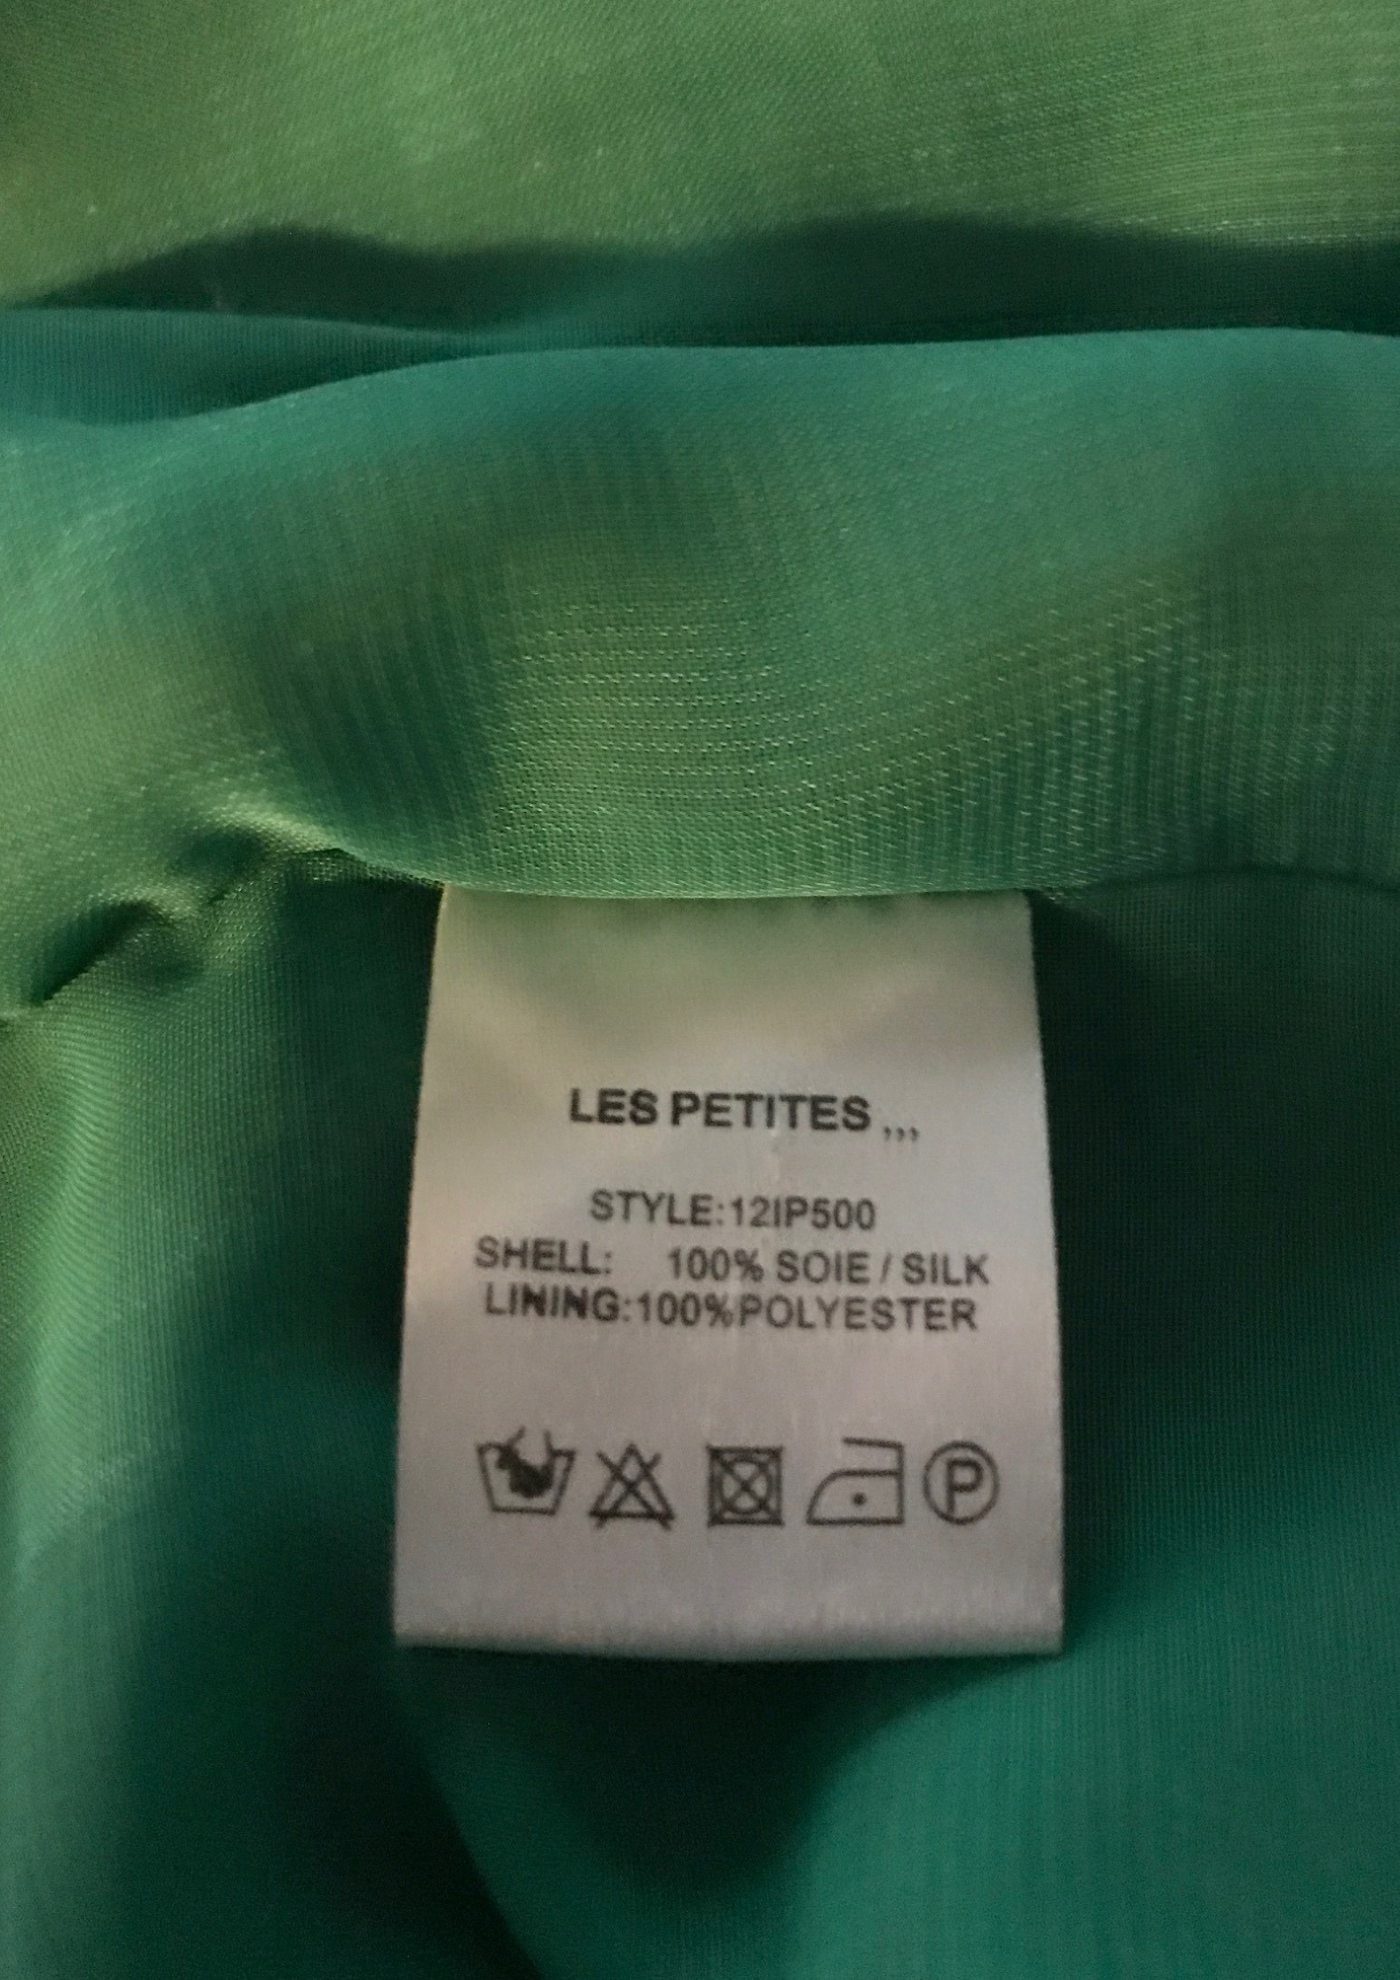 LES PETITES ,,,
STYLE:12IP500
SHELL: 100% SOIE / SILK
LINING:100%POLYESTER
P